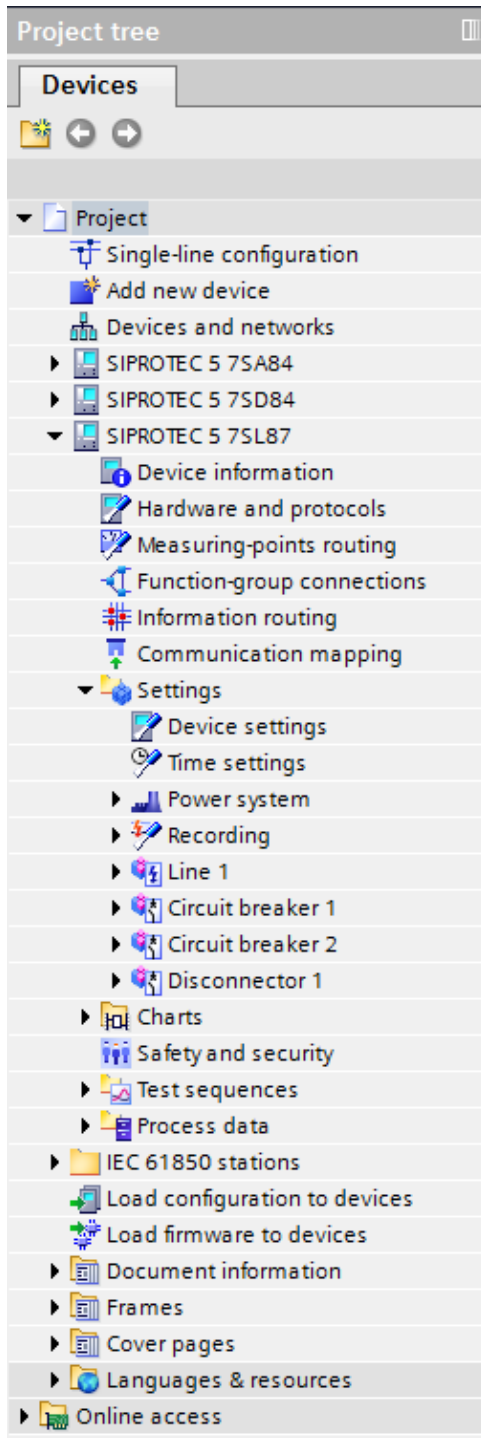 Project tree
Devices
Project
Single-line configuration
Add new device
Devices and networks
SIPROTEC 5 7SA84
SIPROTEC 5 7SD84
SIPROTEC 5 7SL87
Device information
Hardware and protocols
Measuring-points routing
Function-group connections
Information routing
Communication mapping
Settings
Device settings
Time settings
Power system
Recording
Line 1
Circuit breaker 1
Circuit breaker 2
Disconnector 1
Charts
Safety and security
Test sequences
Process data
IEC 61850 stations
Load configuration to devices
Load firmware to devices
Document information
Frames
Cover pages
Languages & resources
Online access